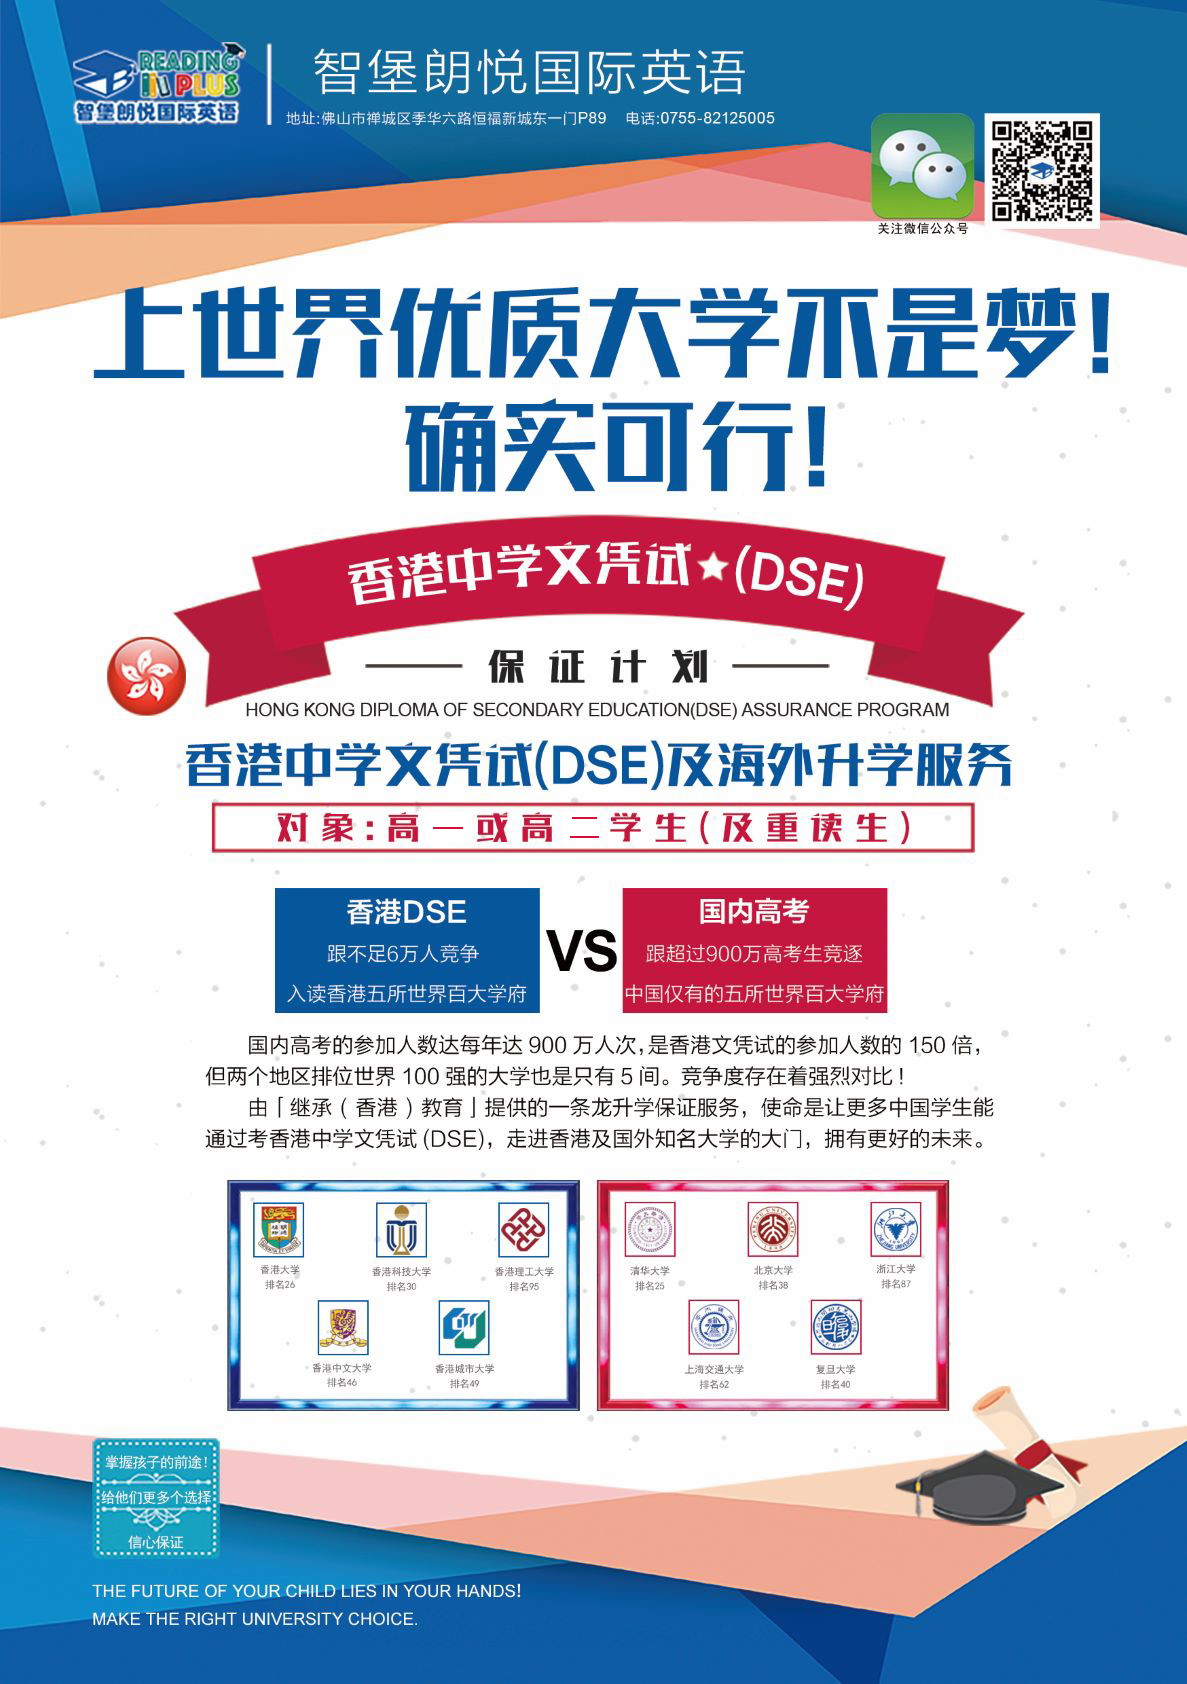 READING
PLUS
智堡朗悦国际英语
智堡朗悦国际英语
地址:佛山市禅城区季华六路恒福新城东一门P89 电话:0755-82125005
关注微信公众号
上世界优质大学不是梦!
确实可行!
香港中学文凭试★(DSE)
保证计划
HONG KONG DIPLOMA OF SECONDARY EDUCATION(DSE) ASSURANCE PROGRAM
香港中学文凭试(DSE)及海外升学服务
对象:高一或高二学生(及重读生)
香港DSE
跟不足6万人竞争
入读香港五所世界百大学府
VS
国内高考
跟超过900万高考生竞逐
中国仅有的五所世界百大学府
国内高考的参加人数达每年达 900 万人次,是香港文凭试的参加人数的 150 倍,
但两个地区排位世界 100 强的大学也是只有 5 间。竞争度存在着强烈对比!
由「继承(香港)教育」提供的一条龙升学保证服务,使命是让更多中国学生能
通过考香港中学文凭试 (DSE),走进香港及国外知名大学的大门,拥有更好的未来。
香港大学
排名26
香港科技大学
排名30
香港理工大学
排名95
香港中文大学
排名46
香港城市大学
排名49
清华大学
排名25
北京大学
排名38
浙江大学
排名87
上海交通大学
排名62
复旦大学
排名40
掌握孩子的前途!
给他们更多个选择
信心保证
THE FUTURE OF YOUR CHILD LIES IN YOUR HANDS!
MAKE THE RIGHT UNIVERSITY CHOICE.